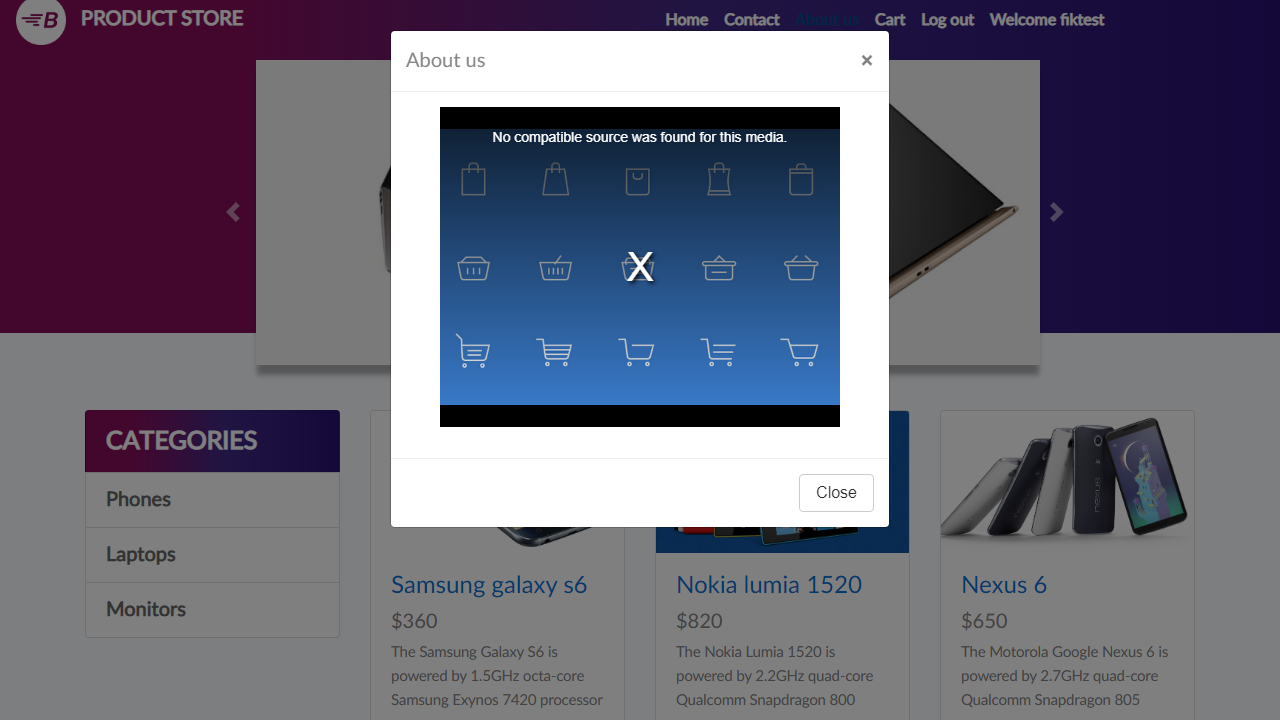 B PRODUCT STORE
Home Contact About us Cart Log out Welcome fiktest
About us ×
No compatible source was found for this media.
X
Close
CATEGORIES
Phones
Laptops
Monitors
Samsung galaxy s6
$360
The Samsung Galaxy S6 is
powered by 1.5GHz octa-core
Samsung Exynos 7420 processor
Nokia lumia 1520
$820
The Nokia Lumia 1520 is
powered by 2.2GHz quad-core
Qualcomm Snapdragon 800
nexus
Nexus 6
$650
The Motorola Google Nexus 6 is
powered by 2.7GHz quad-core
Qualcomm Snapdragon 805